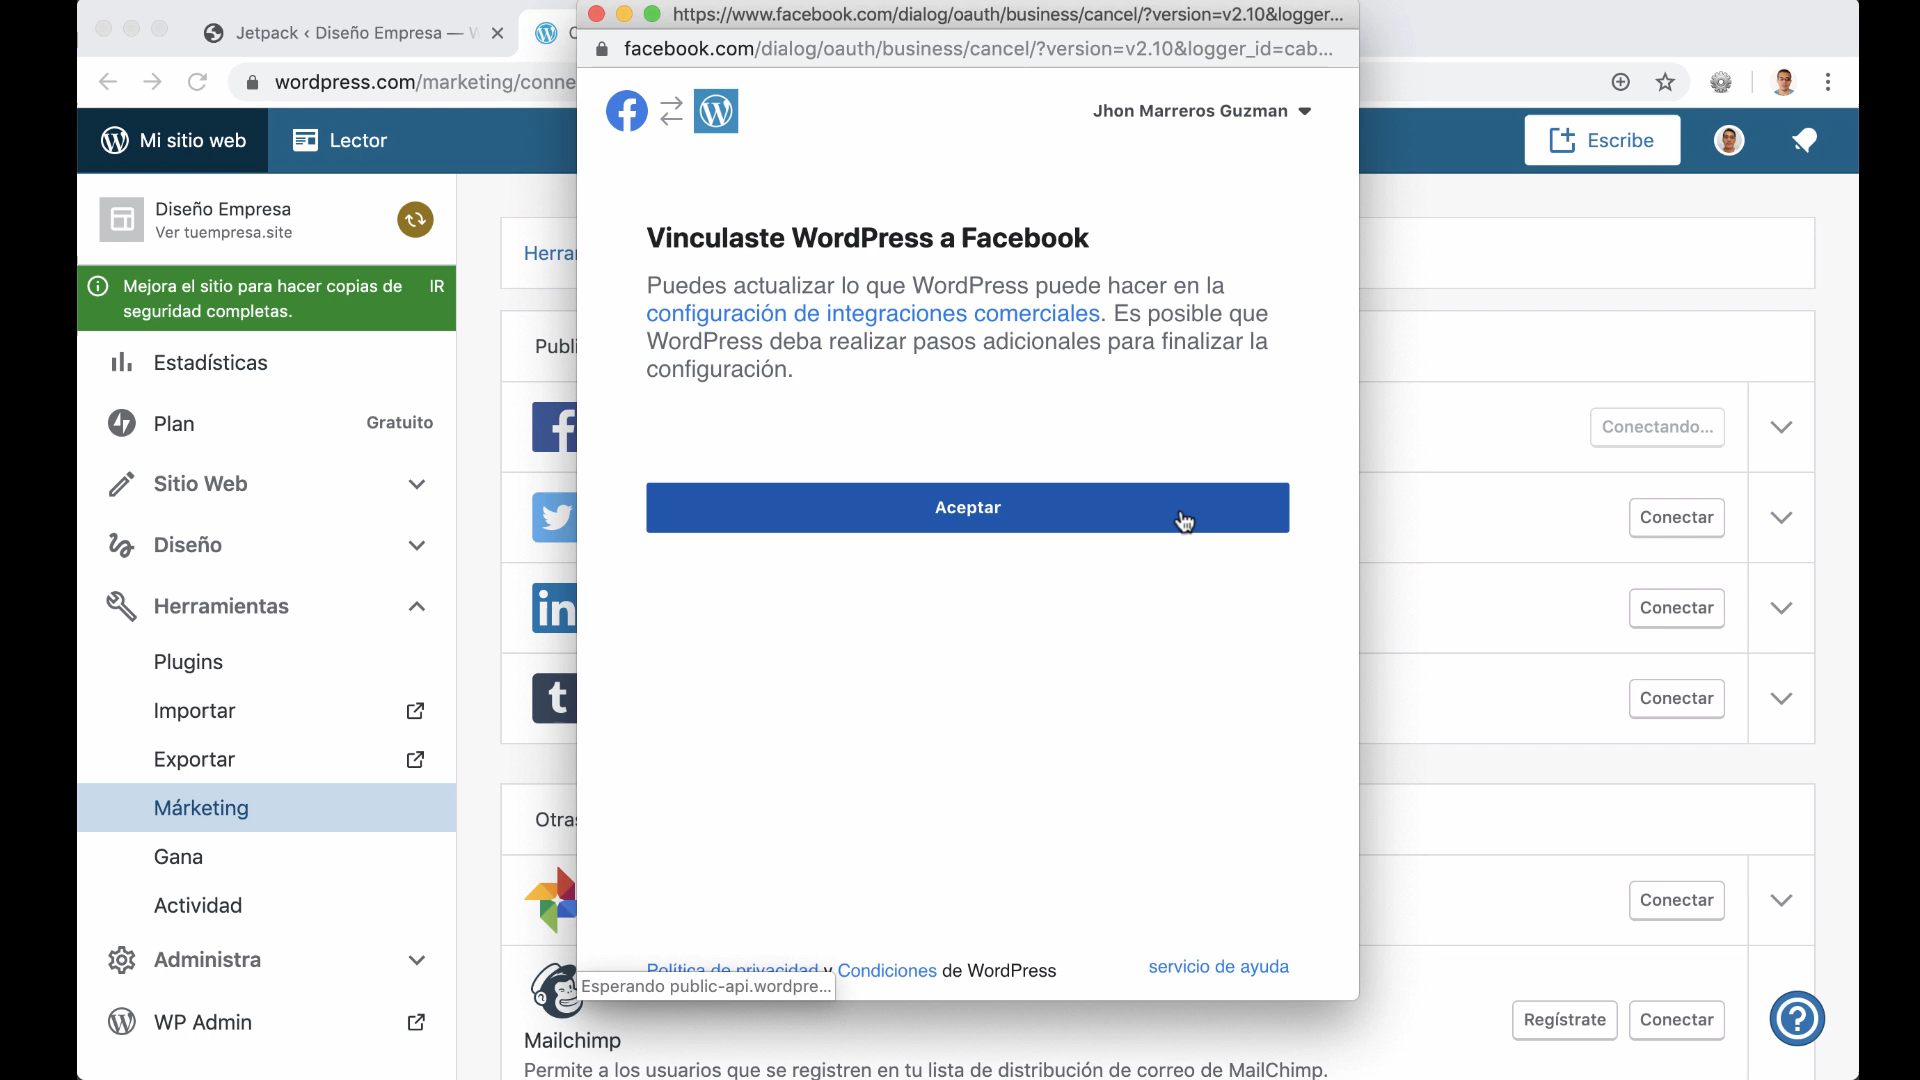 https://www.facebook.com/dialog/oauth/business/cancel/?version=v2.10&logger...
Jetpack ‹ Diseño Empresa —
facebook.com/dialog/oauth/business/cancel/?version=v2.10&logger_id=cab...
wordpress.com/marketing/conne
Jhon Marreros Guzman
Mi sitio web
Lector
Escribe
Diseño Empresa
Ver tuempresa.site
Mejora el sitio para hacer copias de
seguridad completas.
IR
Estadísticas
Plan
Gratuito
Sitio Web
Diseño
Herramientas
Plugins
Importar
Exportar
Márketing
Gana
Actividad
Administra
WP Admin
Herra
Publi
Vinculaste WordPress a Facebook
Puedes actualizar lo que WordPress puede hacer en la
configuración de integraciones comerciales. Es posible que
WordPress deba realizar pasos adicionales para finalizar la
configuración.
Aceptar
Política de privacidad y Condiciones de WordPress
servicio de ayuda
Esperando public-api.wordpre...
Conectando...
Conectar
Conectar
Conectar
Otras
Conectar
Regístrate
Conectar
Mailchimp
Permite a los usuarios que se registren en tu lista de distribución de correo de MailChimp.